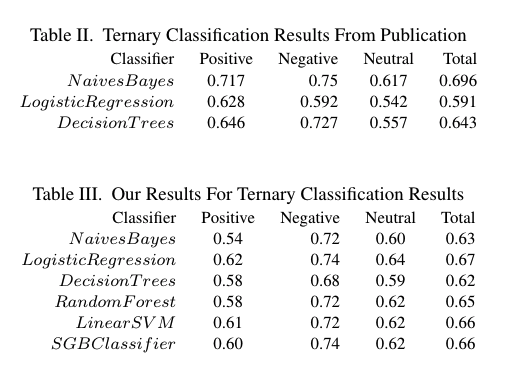 Table II. Ternary Classification Results From Publication
Classifier Positive Negative Neutral Total
NaivesBayes 0.717 0.75 0.617 0.696
LogisticRegression 0.628 0.592 0.542 0.591
DecisionTrees 0.646 0.727 0.557 0.643
Table III. Our Results For Ternary Classification Results
Classifier Positive Negative Neutral Total
NaivesBayes 0.54 0.72 0.60 0.63
LogisticRegression 0.62 0.74 0.64 0.67
DecisionTrees 0.58 0.68 0.59 0.62
RandomForest 0.58 0.72 0.62 0.65
LinearSVM 0.61 0.72 0.62 0.66
SGBClassifier 0.60 0.74 0.62 0.66